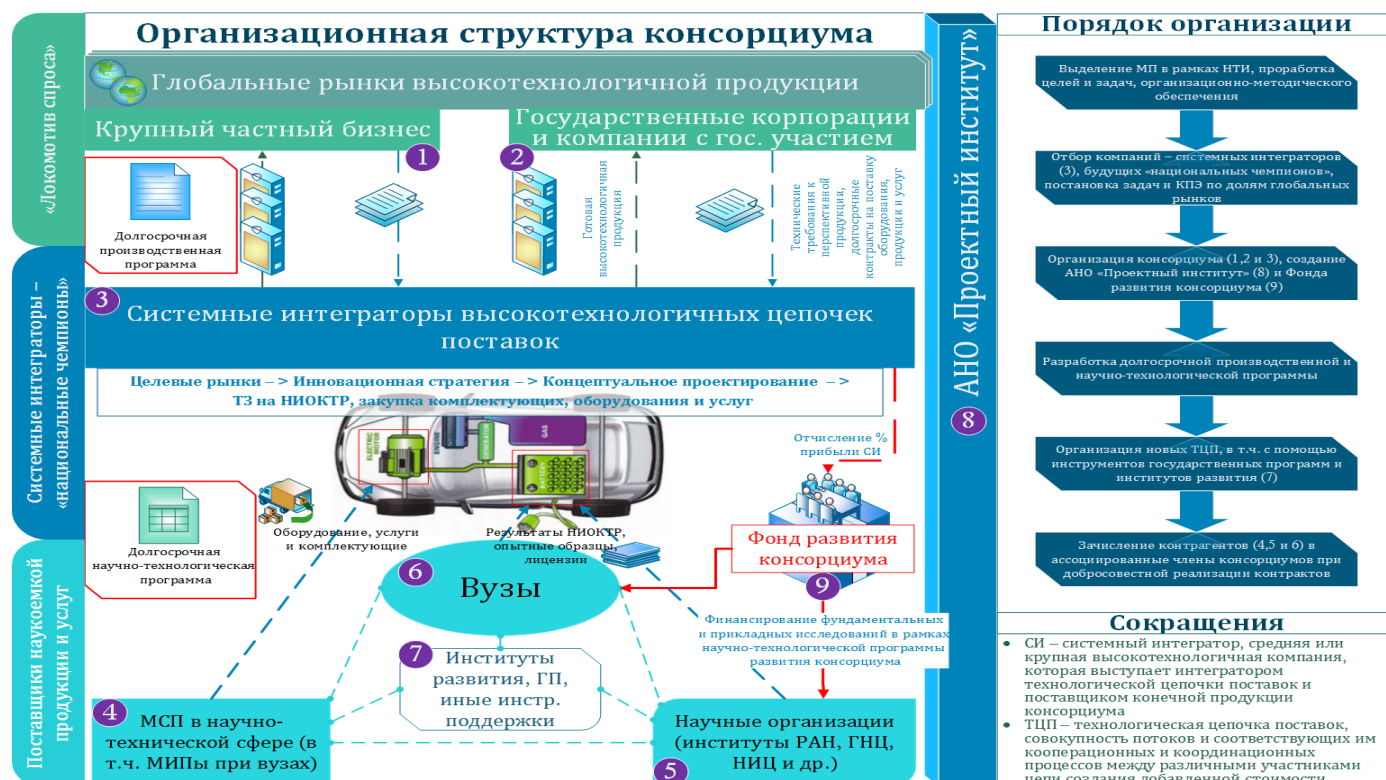 Организационная структура консорциума
«Локомотив спроса»
Глобальные рынки высокотехнологичной продукции
Крупный частный бизнес
Государственные корпорации
и компании с гос. участием
1
2
Долгосрочная
производственная
программа
Готовая
высокотехнологичная
продукция
Технические
требования к
перспективной
продукции,
долгосрочные
контракты на поставку
оборудования,
продукции и услуг
Системные интеграторы –
«национальные чемпионы»
3
Системные интеграторы высокотехнологичных цепочек
поставок
Целевые рынки – > Инновационная стратегия – > Концептуальное проектирование – >
ТЗ на НИОКТР, закупка комплектующих, оборудования и услуг
ELECTRIC
MOTOR
ENGINE
GENERATOR
GAS
BATTERY
Отчисление %
прибыли СИ
Долгосрочная
научно-технологическая
программа
Оборудование, услуги
и комплектующие
Результаты НИОКТР,
опытные образцы,
лицензии
Фонд развития
консорциума
9
Поставщики наукоемкой
продукции и услуг
6
Вузы
Финансирование фундаментальных
и прикладных исследований в рамках
научно-технологической программы
развития консорциума
7
Институты
развития, ГП,
иные инстр.
поддержки
4
МСП в научно-
технической сфере (в
т.ч. МИПы при вузах)
Научные организации
(институты РАН, ГНЦ,
НИЦ и др.)
5
АНО «Проектный институт»
8
Порядок организации
Выделение МП в рамках НТИ, проработка
целей и задач, организационно-методического
обеспечения
Отбор компаний – системных интеграторов
(3), будущих «национальных чемпионов»,
постановка задач и КПЭ по долям глобальных
рынков
Организация консорциума (1,2 и 3), создание
АНО «Проектный институт» (8) и Фонда
развития консорциума (9)
Разработка долгосрочной производственной и
научно-технологической программы
Организация новых ТЦП, в т.ч. с помощью
инструментов государственных программ и
институтов развития (7)
Зачисление контрагентов (4,5 и 6) в
ассоциированные члены консорциумов при
добросовестной реализации контрактов
Сокращения
• СИ – системный интегратор, средняя или
крупная высокотехнологичная компания,
которая выступает интегратором
технологической цепочки поставок и
поставщиком конечной продукции
консорциума
• ТЦП – технологическая цепочка поставок,
совокупность потоков и соответствующих им
кооперационных и координационных
процессов между различными участниками
цепи создания добавленной стоимости